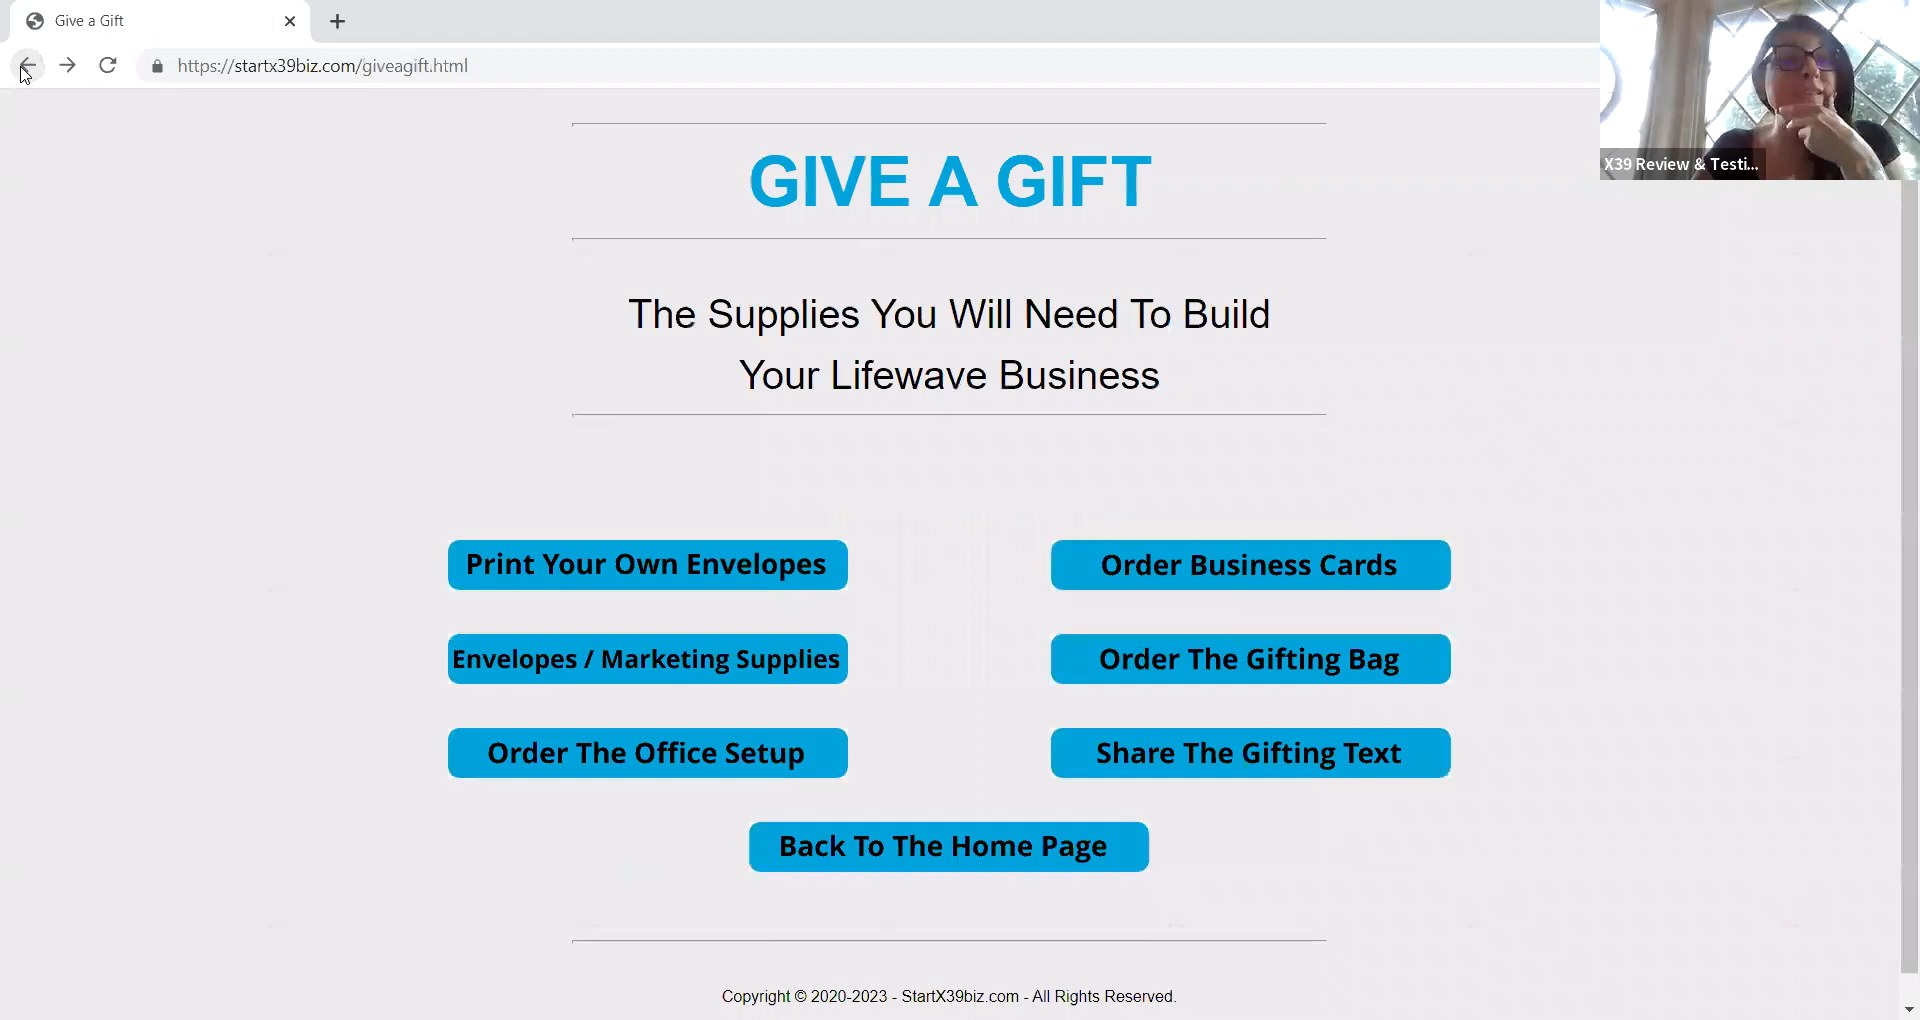 Give a Gift
https://startx39biz.com/giveagift.html
X39 Review & Testi...
GIVE A GIFT
The Supplies You Will Need To Build
Your Lifewave Business
Print Your Own Envelopes
Order Business Cards
Envelopes / Marketing Supplies
Order The Gifting Bag
Order The Office Setup
Share The Gifting Text
Back To The Home Page
Copyright © 2020-2023 - StartX39biz.com - All Rights Reserved.